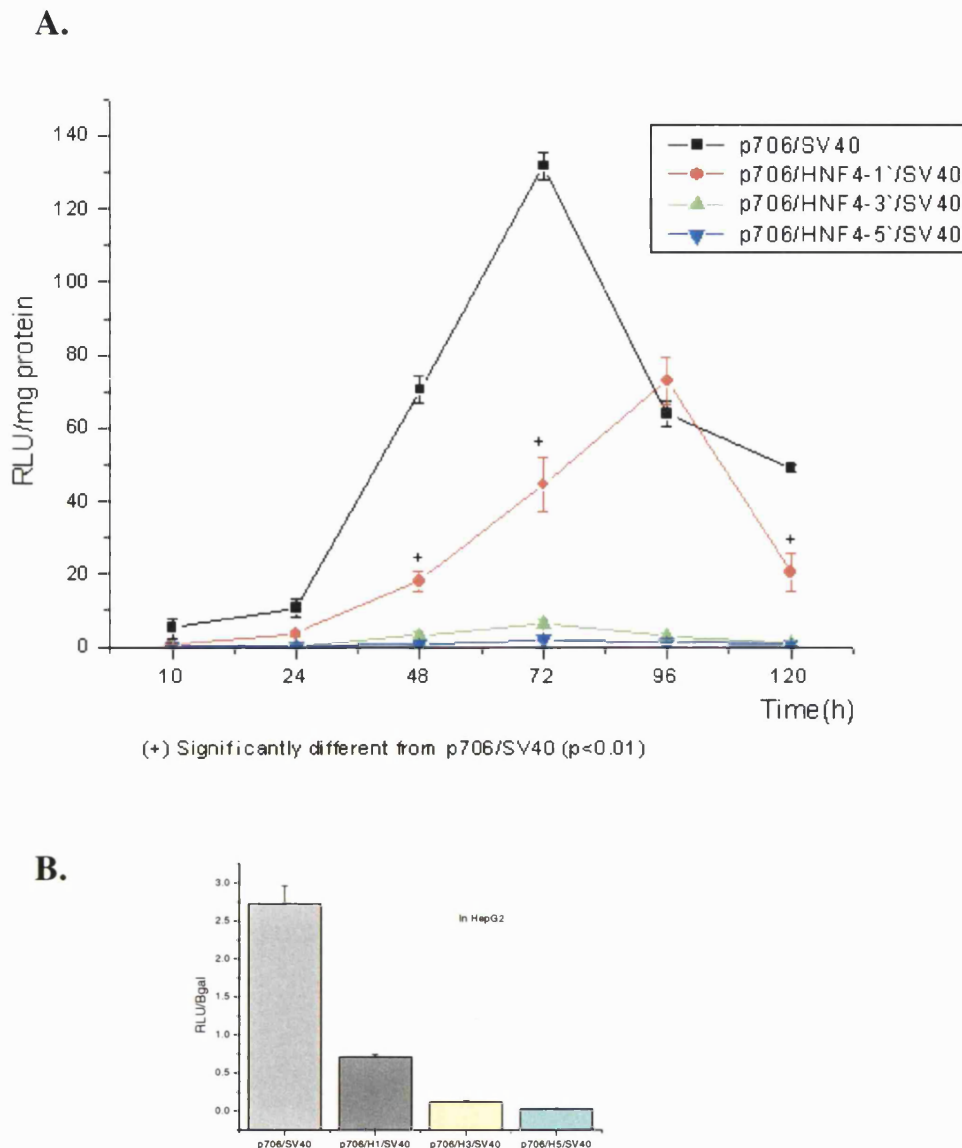 A.
140
120
100
80
60
40
20
0
RLU/mg protein
p706/SV40
p706/HNF4-1`/SV40
p706/HNF4-3`/SV40
p706/HNF4-5`/SV40
+
+
+
10 24 48 72 96 120
Time(h)
(+) Significantly different from p706/SV40 (p<0.01)
B.
3.0
2.5
2.0
1.5
1.0
0.5
0.0
RLU/Bgal
In HepG2
p706/SV40 p706/H1/SV40 p706/H3/SV40 p706/H5/SV40